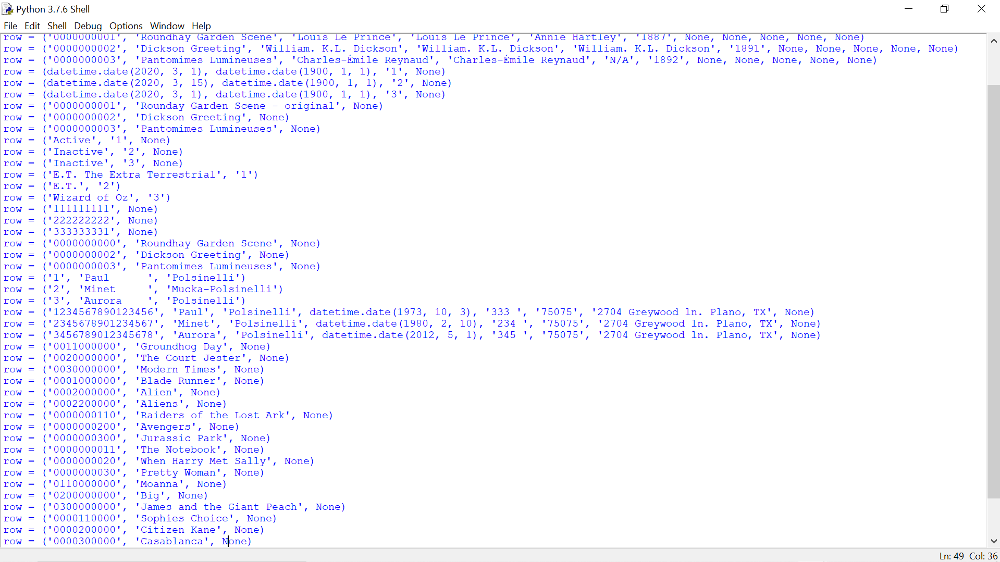 Python 3.7.6 Shell
File Edit Shell Debug Options Window Help
row = ('0000000001', 'Roundhay Garden Scene', 'Louis Le Prince', 'Louis Le Prince', 'Annie Hartley', '1887', None, None, None, None, None)
row = ('0000000002', 'Dickson Greeting', 'William. K.L. Dickson', 'William. K.L. Dickson', 'William. K.L. Dickson', '1891', None, None, None, None, None)
row = ('0000000003', 'Pantomimes Lumineuses', 'Charles-Émile Reynaud', 'Charles-Émile Reynaud', 'N/A', '1892', None, None, None, None, None)
row = (datetime.date(2020, 3, 1), datetime.date(1900, 1, 1), '1', None)
row = (datetime.date(2020, 3, 15), datetime.date(1900, 1, 1), '2', None)
row = (datetime.date(2020, 3, 1), datetime.date(1900, 1, 1), '3', None)
row = ('0000000001', 'Rounday Garden Scene - original', None)
row = ('0000000002', 'Dickson Greeting', None)
row = ('0000000003', 'Pantomimes Lumineuses', None)
row = ('Active', '1', None)
row = ('Inactive', '2', None)
row = ('Inactive', '3', None)
row = ('E.T. The Extra Terrestrial', '1')
row = ('E.T.', '2')
row = ('Wizard of Oz', '3')
row = ('111111111', None)
row = ('222222222', None)
row = ('333333331', None)
row = ('0000000000', 'Roundhay Garden Scene', None)
row = ('0000000002', 'Dickson Greeting', None)
row = ('0000000003', 'Pantomimes Lumineuses', None)
row = ('1', 'Paul      ', 'Polsinelli')
row = ('2', 'Minet     ', 'Mucka-Polsinelli')
row = ('3', 'Aurora    ', 'Polsinelli')
row = ('1234567890123456', 'Paul', 'Polsinelli', datetime.date(1973, 10, 3), '333 ', '75075', '2704 Greywood ln. Plano, TX', None)
row = ('2345678901234567', 'Minet', 'Polsinelli', datetime.date(1980, 2, 10), '234 ', '75075', '2704 Greywood ln. Plano, TX', None)
row = ('3456789012345678', 'Aurora', 'Polsinelli', datetime.date(2012, 5, 1), '345 ', '75075', '2704 Greywood ln. Plano, TX', None)
row = ('0011000000', 'Groundhog Day', None)
row = ('0020000000', 'The Court Jester', None)
row = ('0030000000', 'Modern Times', None)
row = ('0001000000', 'Blade Runner', None)
row = ('0002000000', 'Alien', None)
row = ('0002200000', 'Aliens', None)
row = ('0000000110', 'Raiders of the Lost Ark', None)
row = ('0000000200', 'Avengers', None)
row = ('0000000300', 'Jurassic Park', None)
row = ('0000000011', 'The Notebook', None)
row = ('0000000020', 'When Harry Met Sally', None)
row = ('0000000030', 'Pretty Woman', None)
row = ('0110000000', 'Moanna', None)
row = ('0200000000', 'Big', None)
row = ('0300000000', 'James and the Giant Peach', None)
row = ('0000110000', 'Sophies Choice', None)
row = ('0000200000', 'Citizen Kane', None)
row = ('0000300000', 'Casablanca', None)
Ln: 49 Col: 36